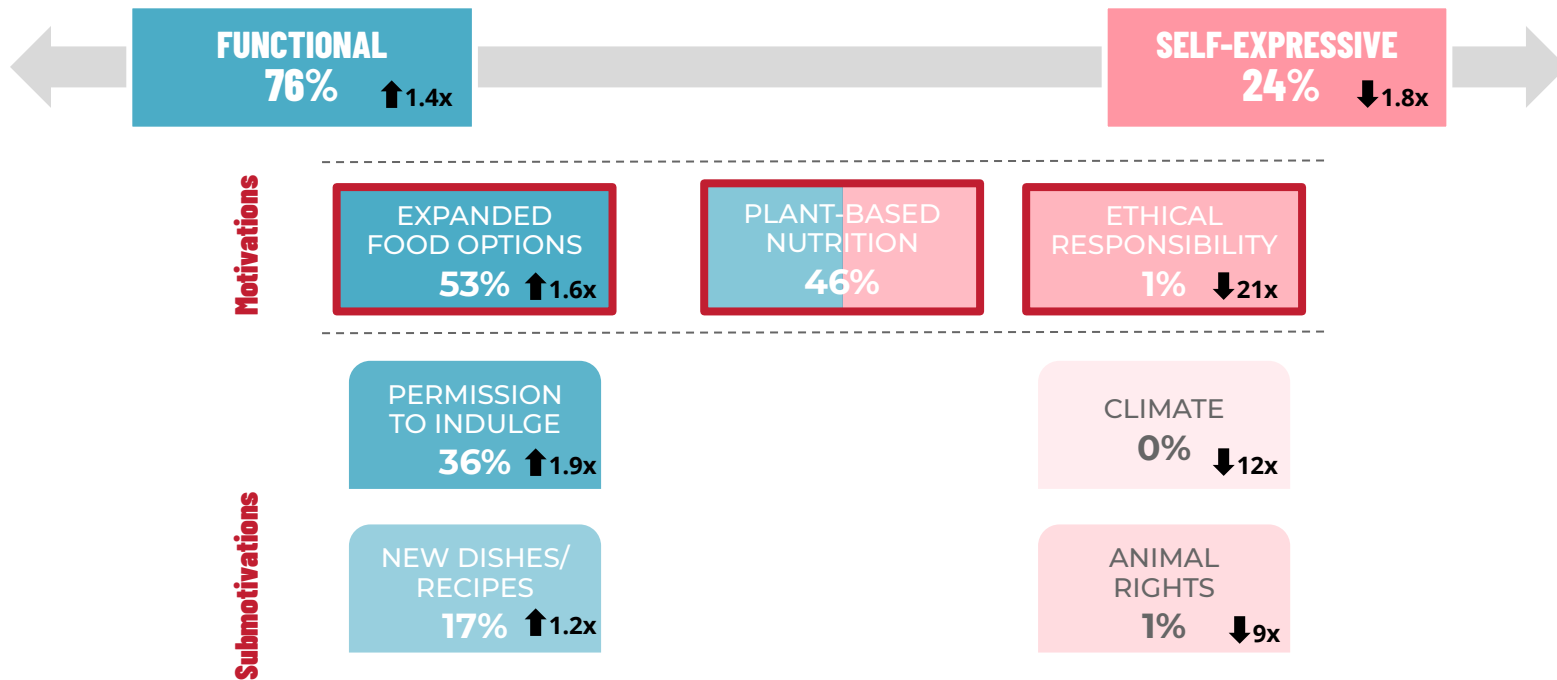 FUNCTIONAL
76%
⬆1.4x
SELF-EXPRESSIVE
24%
⬇1.8x
Motivations
EXPANDED
FOOD OPTIONS
53% ⬆1.6x
PLANT-BASED
NUTRITION
46%
ETHICAL
RESPONSIBILITY
1% ⬇21x
Submotivations
PERMISSION
TO INDULGE
36% ⬆1.9x
CLIMATE
0%
⬇12x
NEW DISHES/
RECIPES
17% ⬆1.2x
ANIMAL
RIGHTS
1% ⬇9x